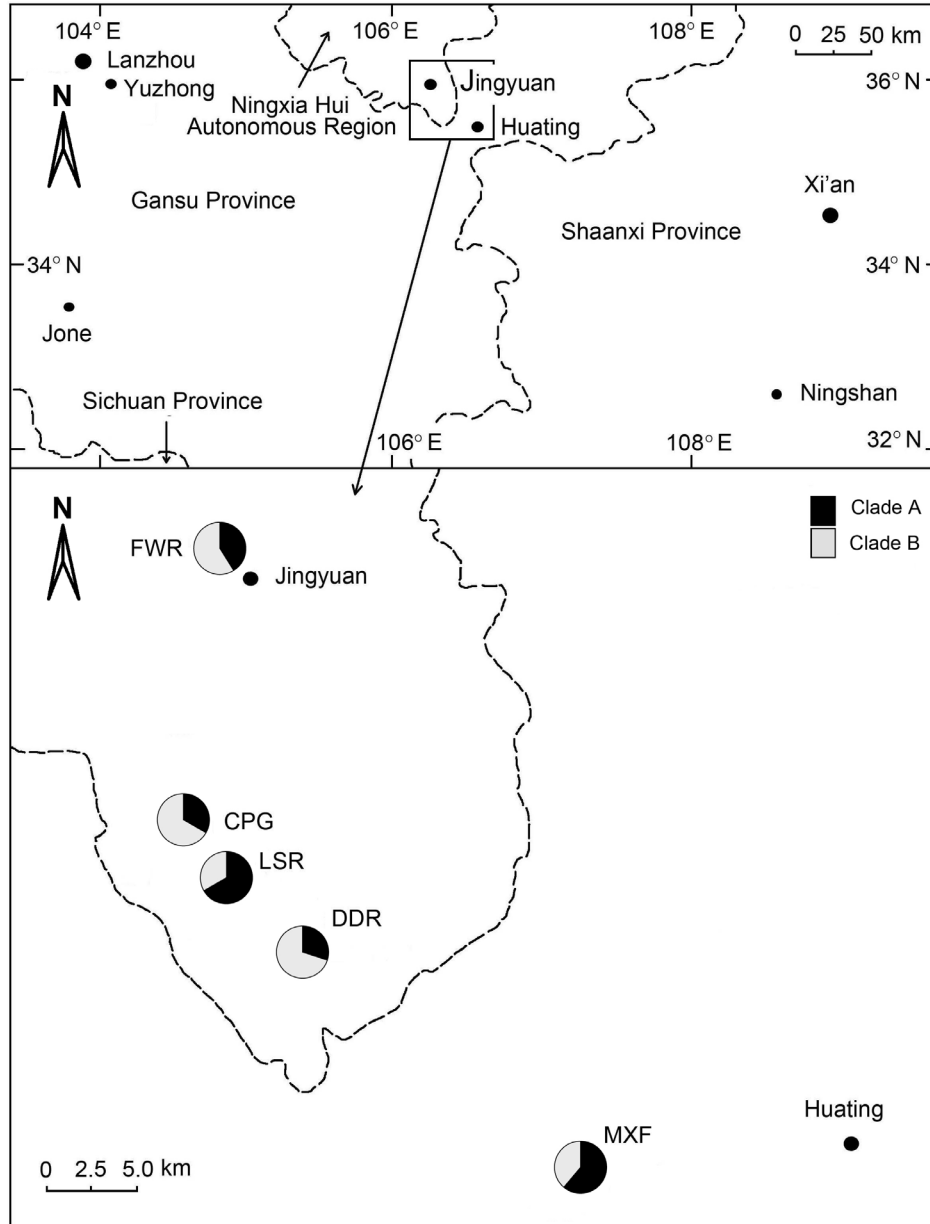 104° E
106° E
108° E
0 25 50 km
Lanzhou
Yuzhong
Jingyuan
36° N
N
Ningxia Hui
Autonomous Region
Huating
Xi'an
Gansu Province
Shaanxi Province
34° N
34° N
Jone
Sichuan Province
Ningshan
106° E
108° E
32° N
N
Clade A
Clade B
FWR
Jingyuan
CPG
LSR
DDR
Huating
MXF
0 2.5 5.0 km